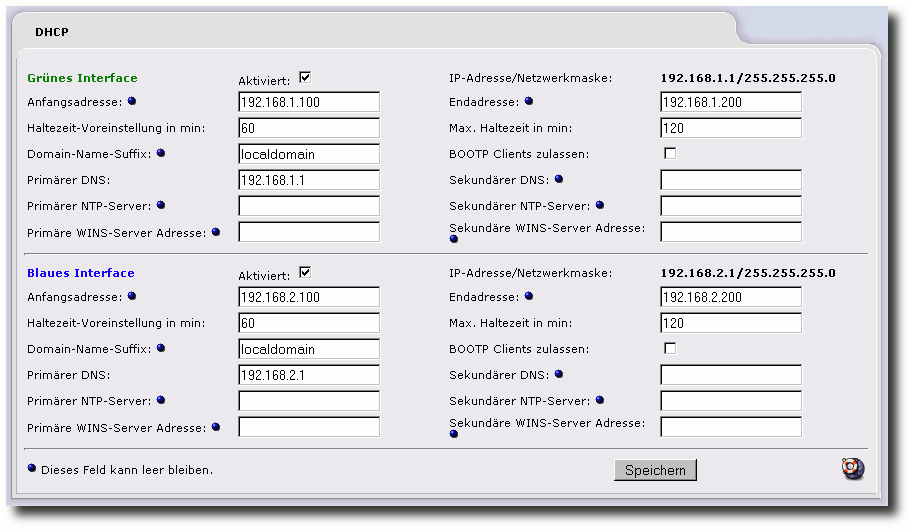 DHCP
Grünes Interface Aktiviert: IP-Adresse/Netzwerkmaske: 192.168.1.1/255.255.255.0
Anfangsadresse: 192.168.1.100 Endadresse: 192.168.1.200
Haltezeit-Voreinstellung in min: 60 Max. Haltezeit in min: 120
Domain-Name-Suffix: localdomain BOOTP Clients zulassen:
Primärer DNS: 192.168.1.1 Sekundärer DNS:
Primärer NTP-Server: Sekundärer NTP-Server:
Primäre WINS-Server Adresse: Sekundäre WINS-Server Adresse:
Blaues Interface Aktiviert: IP-Adresse/Netzwerkmaske: 192.168.2.1/255.255.255.0
Anfangsadresse: 192.168.2.100 Endadresse: 192.168.2.200
Haltezeit-Voreinstellung in min: 60 Max. Haltezeit in min: 120
Domain-Name-Suffix: localdomain BOOTP Clients zulassen:
Primärer DNS: 192.168.2.1 Sekundärer DNS:
Primärer NTP-Server: Sekundärer NTP-Server:
Primäre WINS-Server Adresse: Sekundäre WINS-Server Adresse:
Dieses Feld kann leer bleiben. Speichern